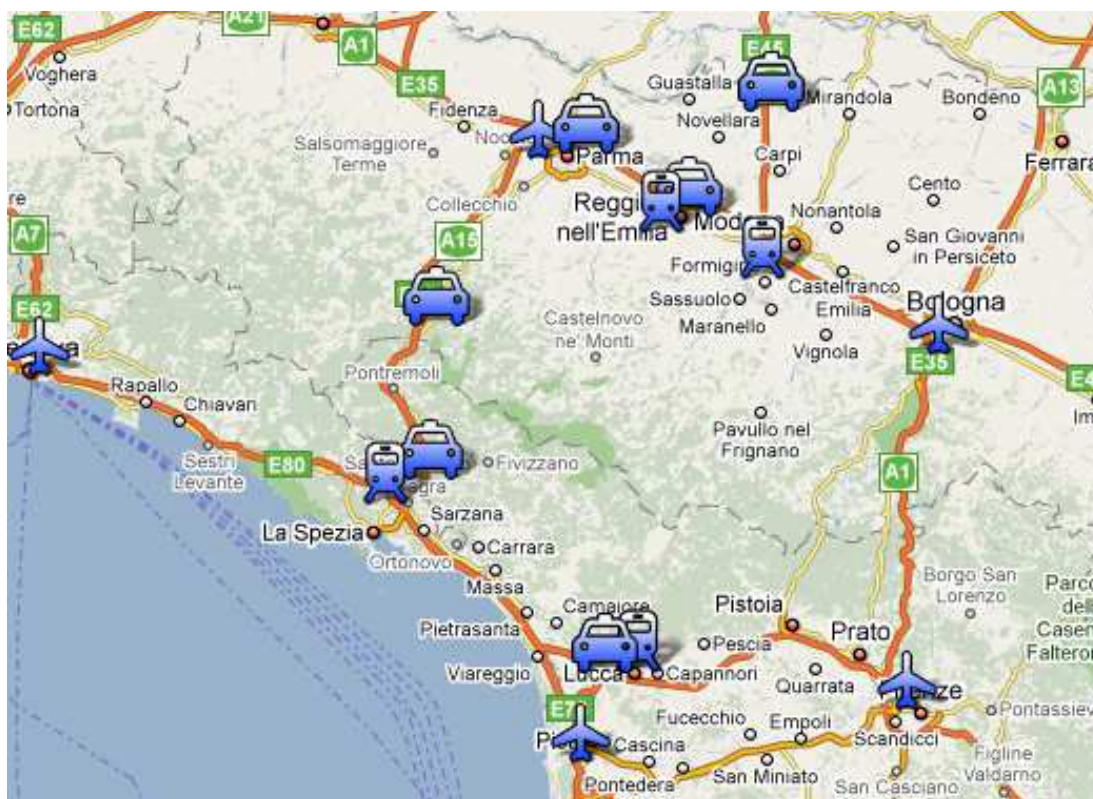 E62
A21
A1
E45
Voghera
E35
Guastalla
A13
Tortona
Fidenza
Mirandola
Bondeno
Novellara
Salsomaggiore
Terme
Parma
Carpi
Ferrara
Cento
Collecchio
Nonantola
A7
A15
nell'Emilia
San Giovanni
in Persiceto
Sassuolo
Castelfranco
Emilia
E62
Bologna
Maranello
Castelnovo
ne' Monti
Vignola
E35
Pontremoli
Rapallo
Chiavari
Pavullo nel
Frignano
Sestri
Levante
E80
Fivizzano
A1
Sarzana
La Spezia
Carrara
Ortonovo
Massa
Borgo San
Lorenzo
Camaiore
Pistoia
Pietrasanta
Prato
Pescia
Viareggio
Lucca
Capannori
Quarrata
Fucecchio
Empoli
Scandicci
Cascina
Pontedera
San Miniato
Figline
Valdarno
San Casciano